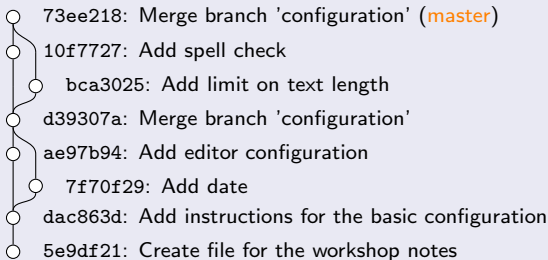 73ee218: Merge branch 'configuration' (master)
10f7727: Add spell check
bca3025: Add limit on text length
d39307a: Merge branch 'configuration'
ae97b94: Add editor configuration
7f70f29: Add date
dac863d: Add instructions for the basic configuration
5e9df21: Create file for the workshop notes